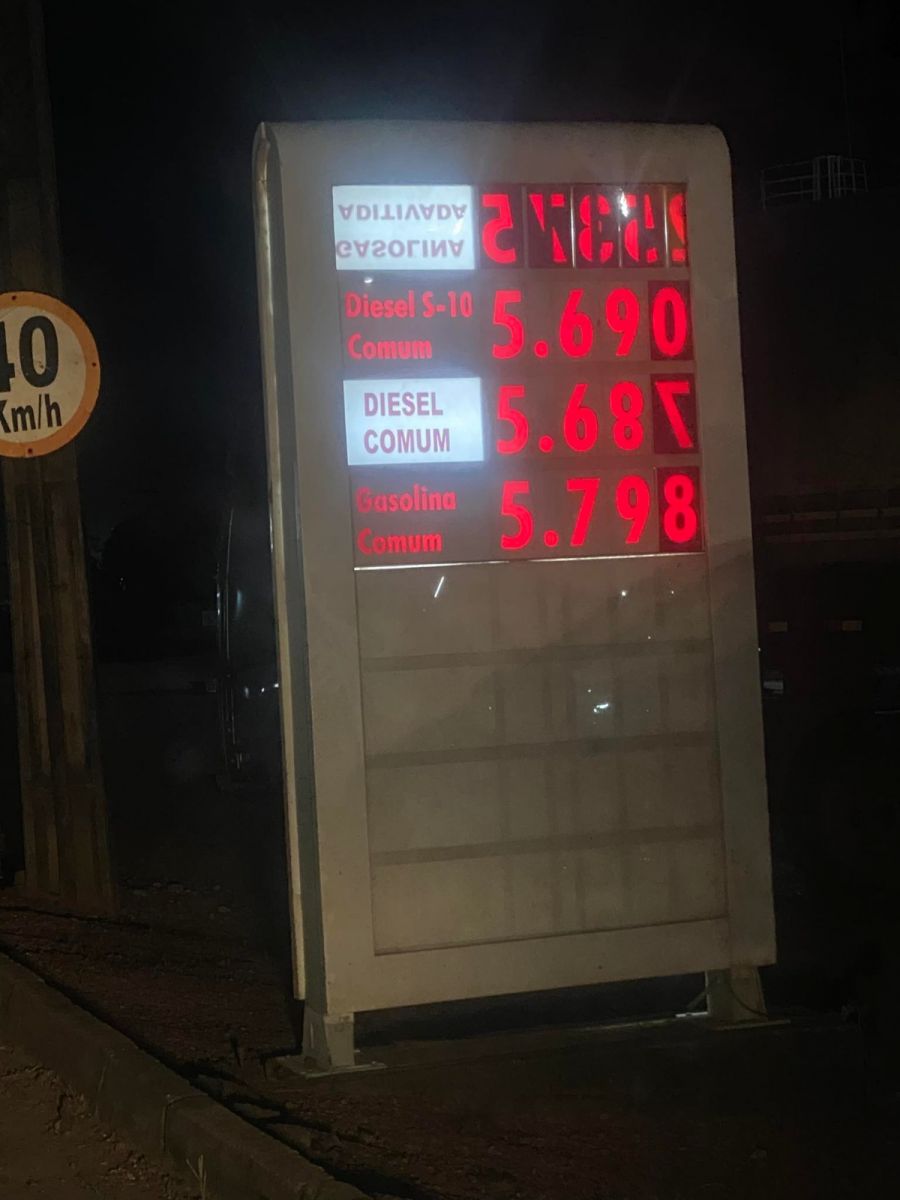 GASOLINA
ADITIVADA
Diesel S-10
Comum
5.690
DIESEL
COMUM
5.687
Gasolina
Comum
5.798
40
Km/h